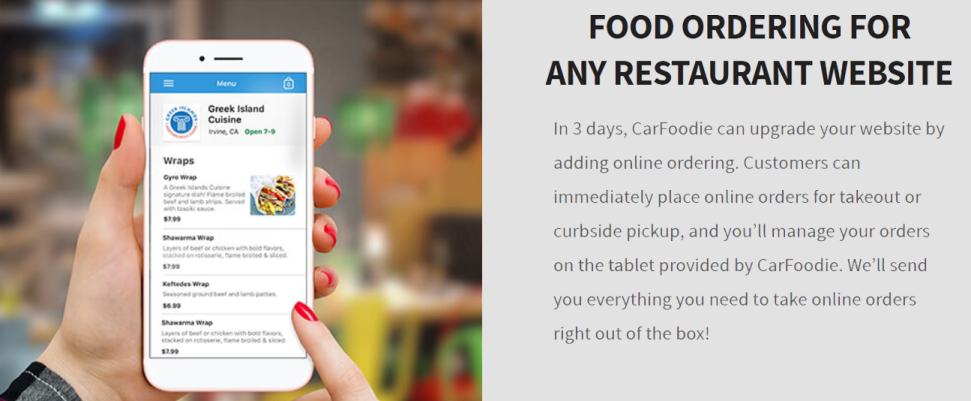 Menu
0
GREEK ISLANDS
Greek Island
Cuisine
Irvine, CA Open 7-9
Wraps
Gyro Wrap
A Greek Islands Cuisine
signature dish! Flame broiled
beef and lamb strips. Served
with tzaiki sauce.
$7.99
Shawarma Wrap
Layers of beef or chicken with bold flavors,
stacked on rotisserie, flame broiled & sliced.
$7.99
Keftedes Wrap
Seasoned ground beef and lamb patties.
$6.99
Shawarma Wrap
Layers of beef or chicken with bold flavors,
stacked on rotisserie, flame broiled & sliced.
$7.99
FOOD ORDERING FOR
ANY RESTAURANT WEBSITE
In 3 days, CarFoodie can upgrade your website by
adding online ordering. Customers can
immediately place online orders for takeout or
curbside pickup, and you’ll manage your orders
on the tablet provided by CarFoodie. We’ll send
you everything you need to take online orders
right out of the box!